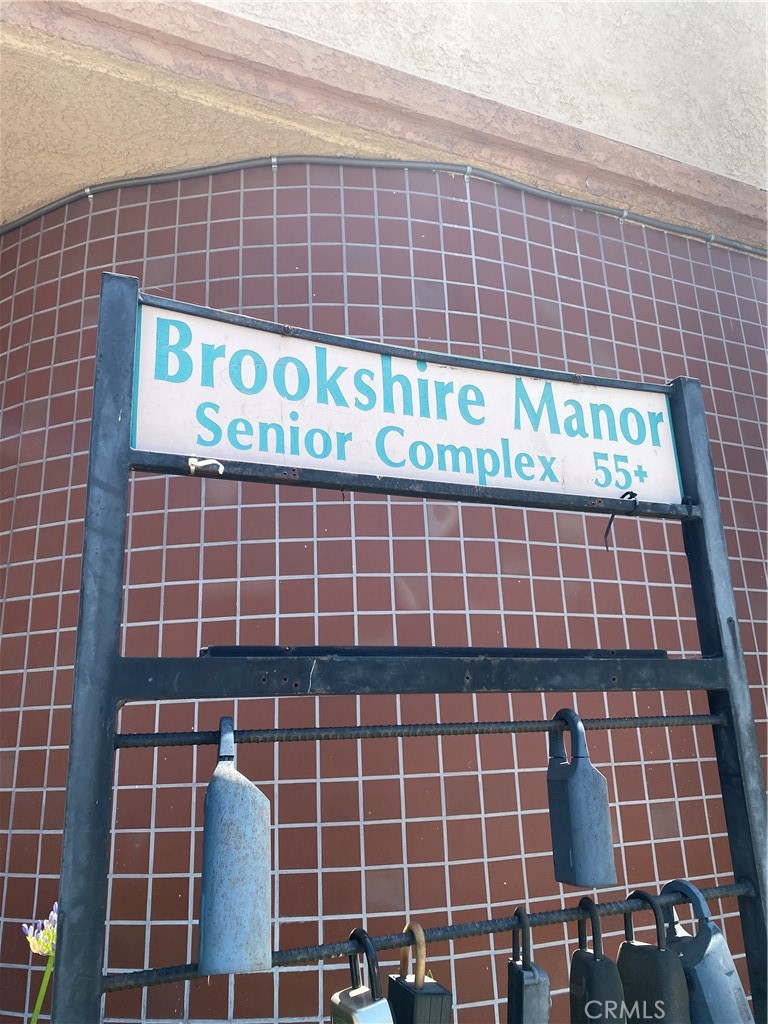 Brookshire Manor
Senior Complex 55+
CRMLS